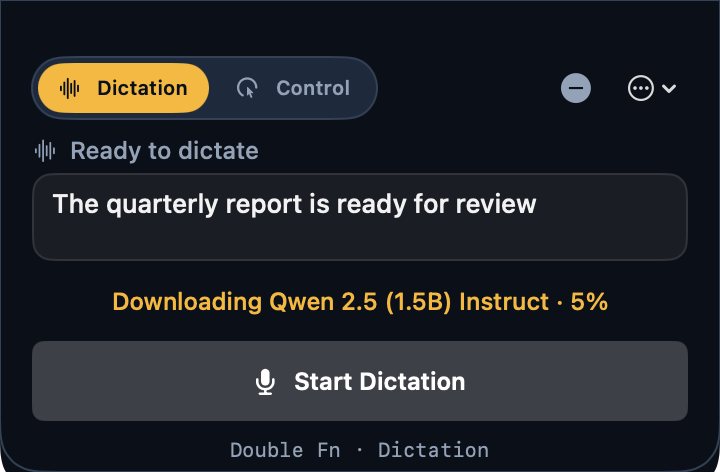 Dictation Control
Ready to dictate
The quarterly report is ready for review
Downloading Qwen 2.5 (1.5B) Instruct · 5%
Start Dictation
Double Fn · Dictation